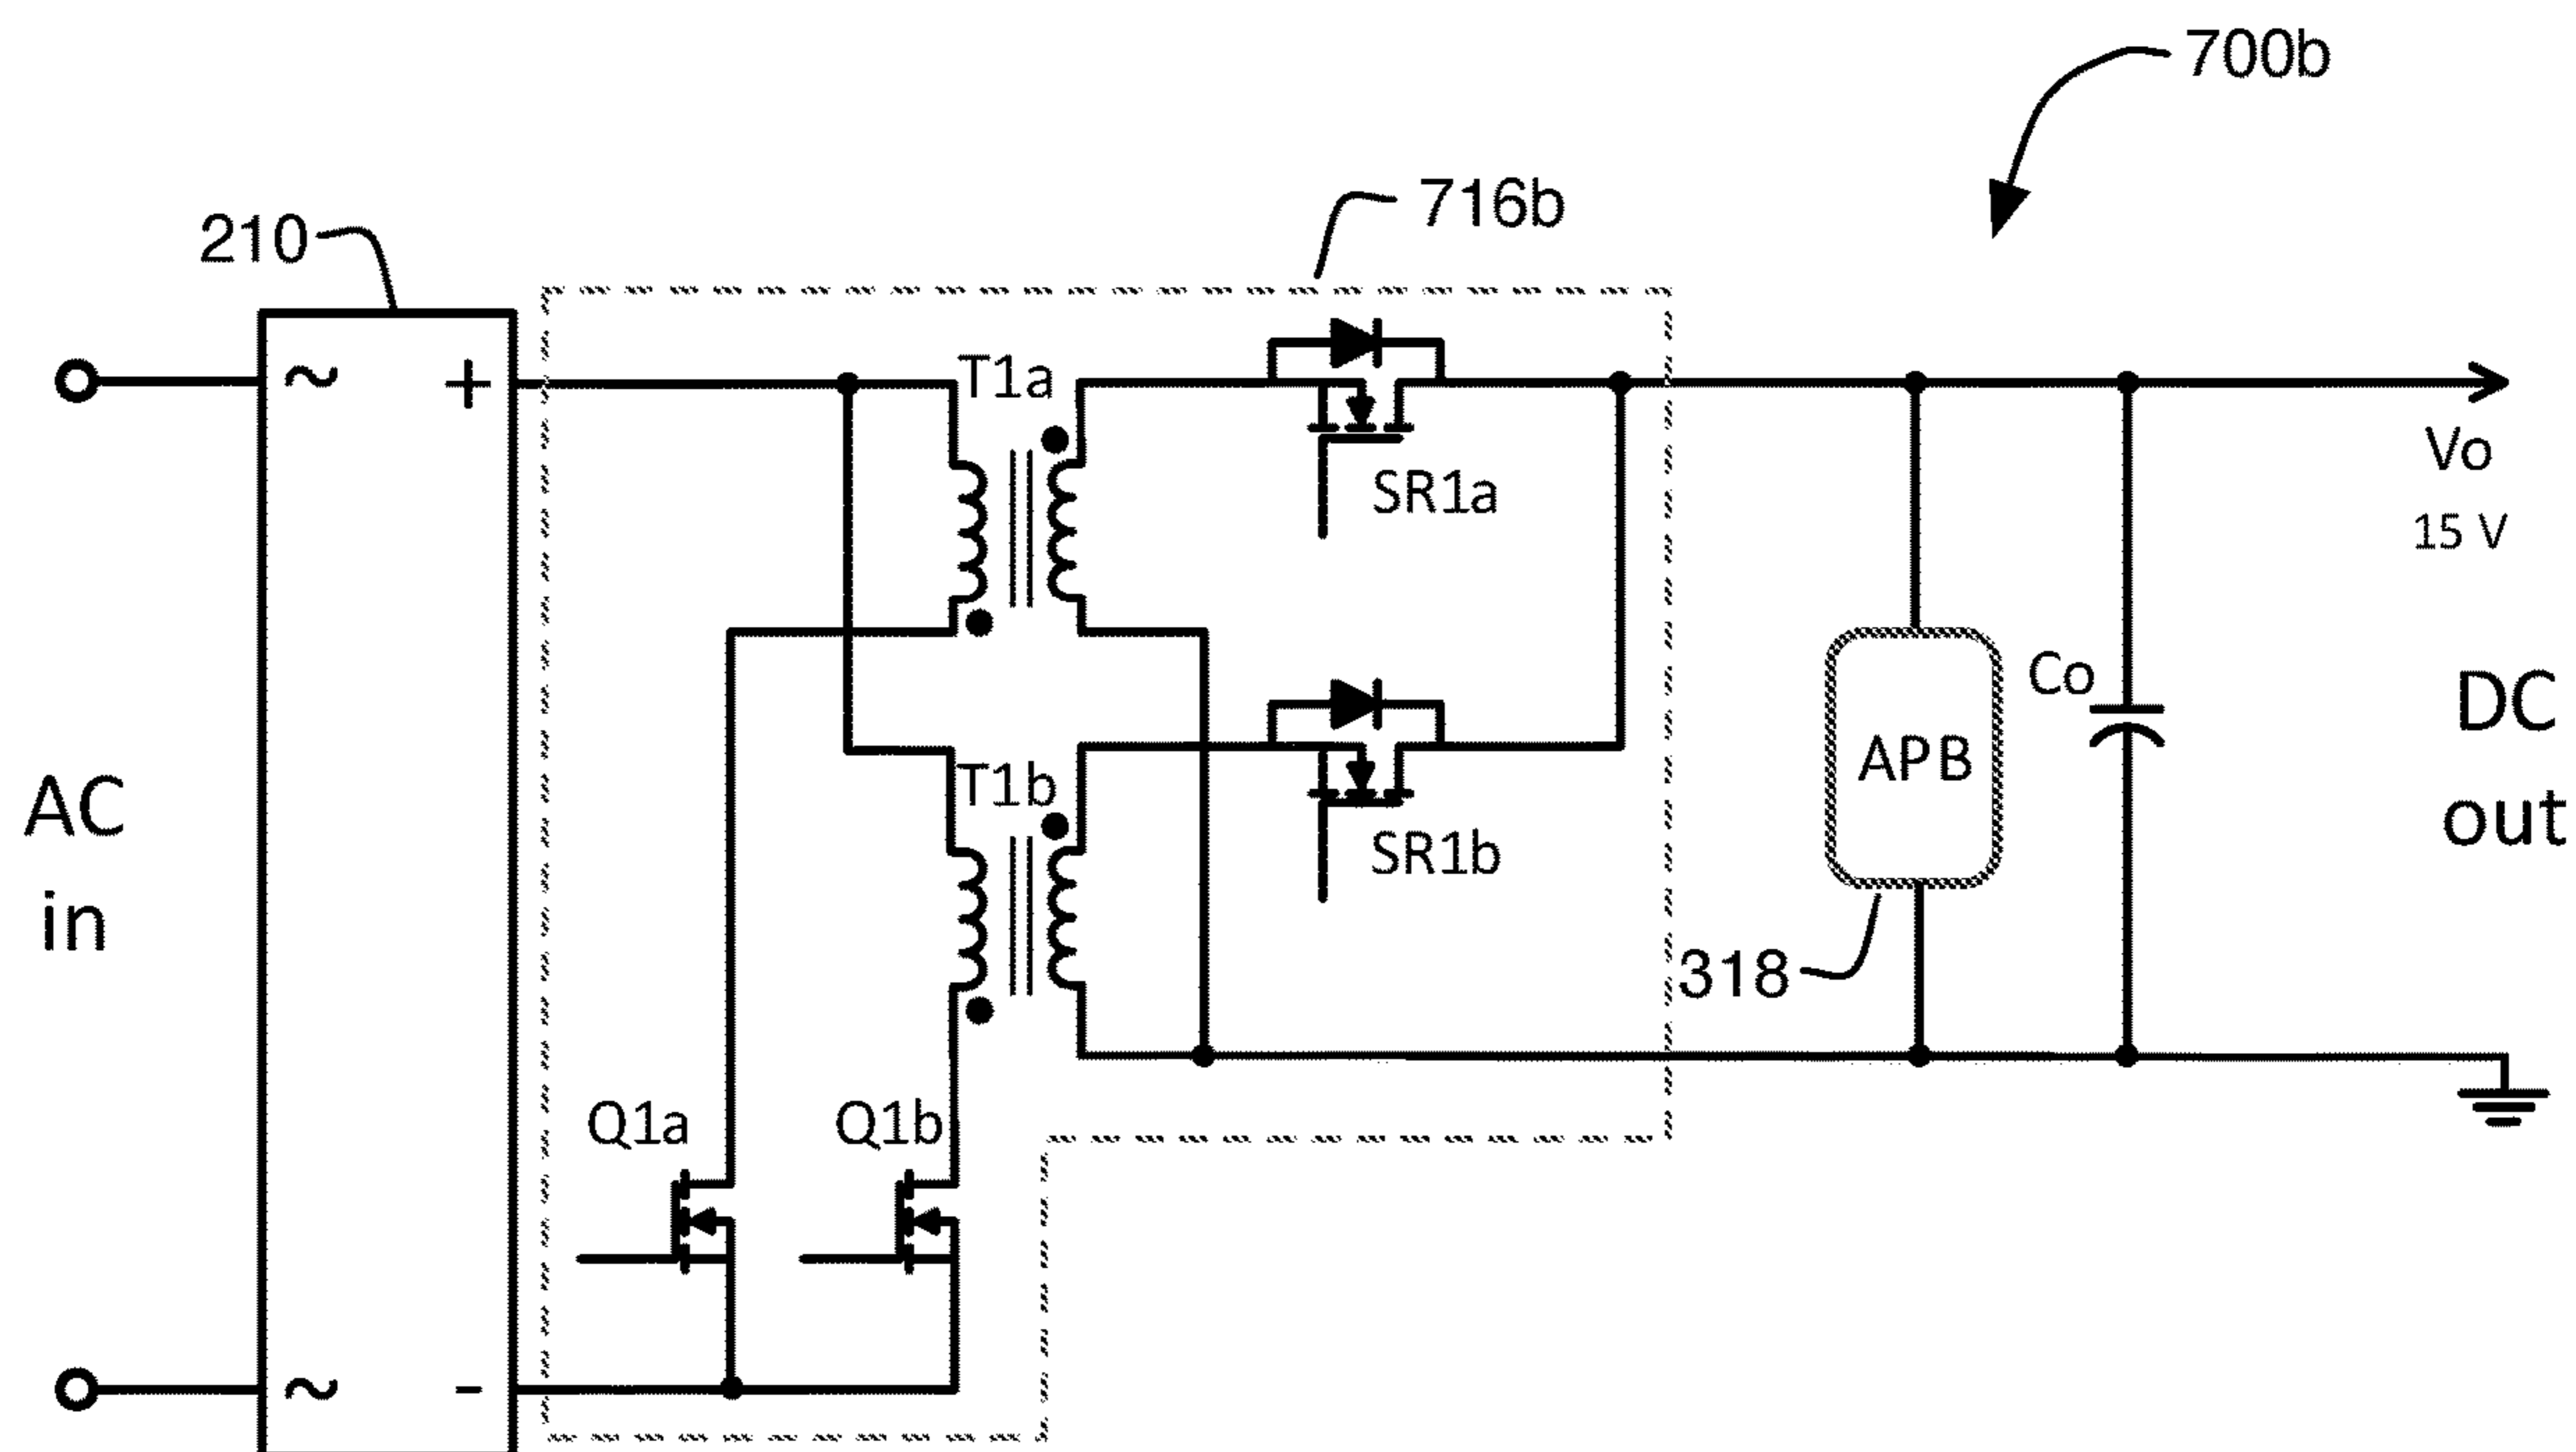 700b
716b
210
~
+
T1a
SR1a
Vo
15 V
Co
APB
DC
out
T1b
SR1b
AC
in
318
Q1a
Q1b
~
-